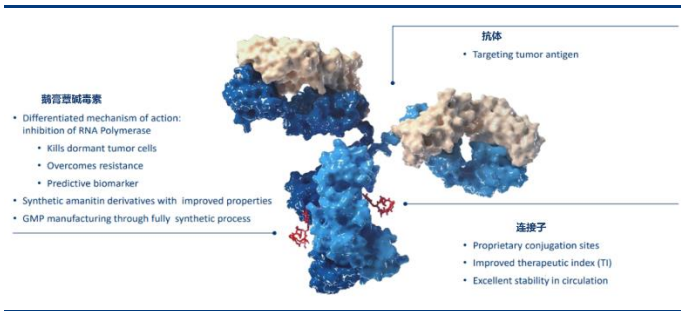 抗体
• Targeting tumor antigen
鹅膏蕈碱毒素
• Differentiated mechanism of action:
inhibition of RNA Polymerase
• Kills dormant tumor cells
• Overcomes resistance
• Predictive biomarker
• Synthetic amanitin derivatives with improved properties
• GMP manufacturing through fully synthetic process
连接子
• Proprietary conjugation sites
• Improved therapeutic index (TI)
• Excellent stability in circulation